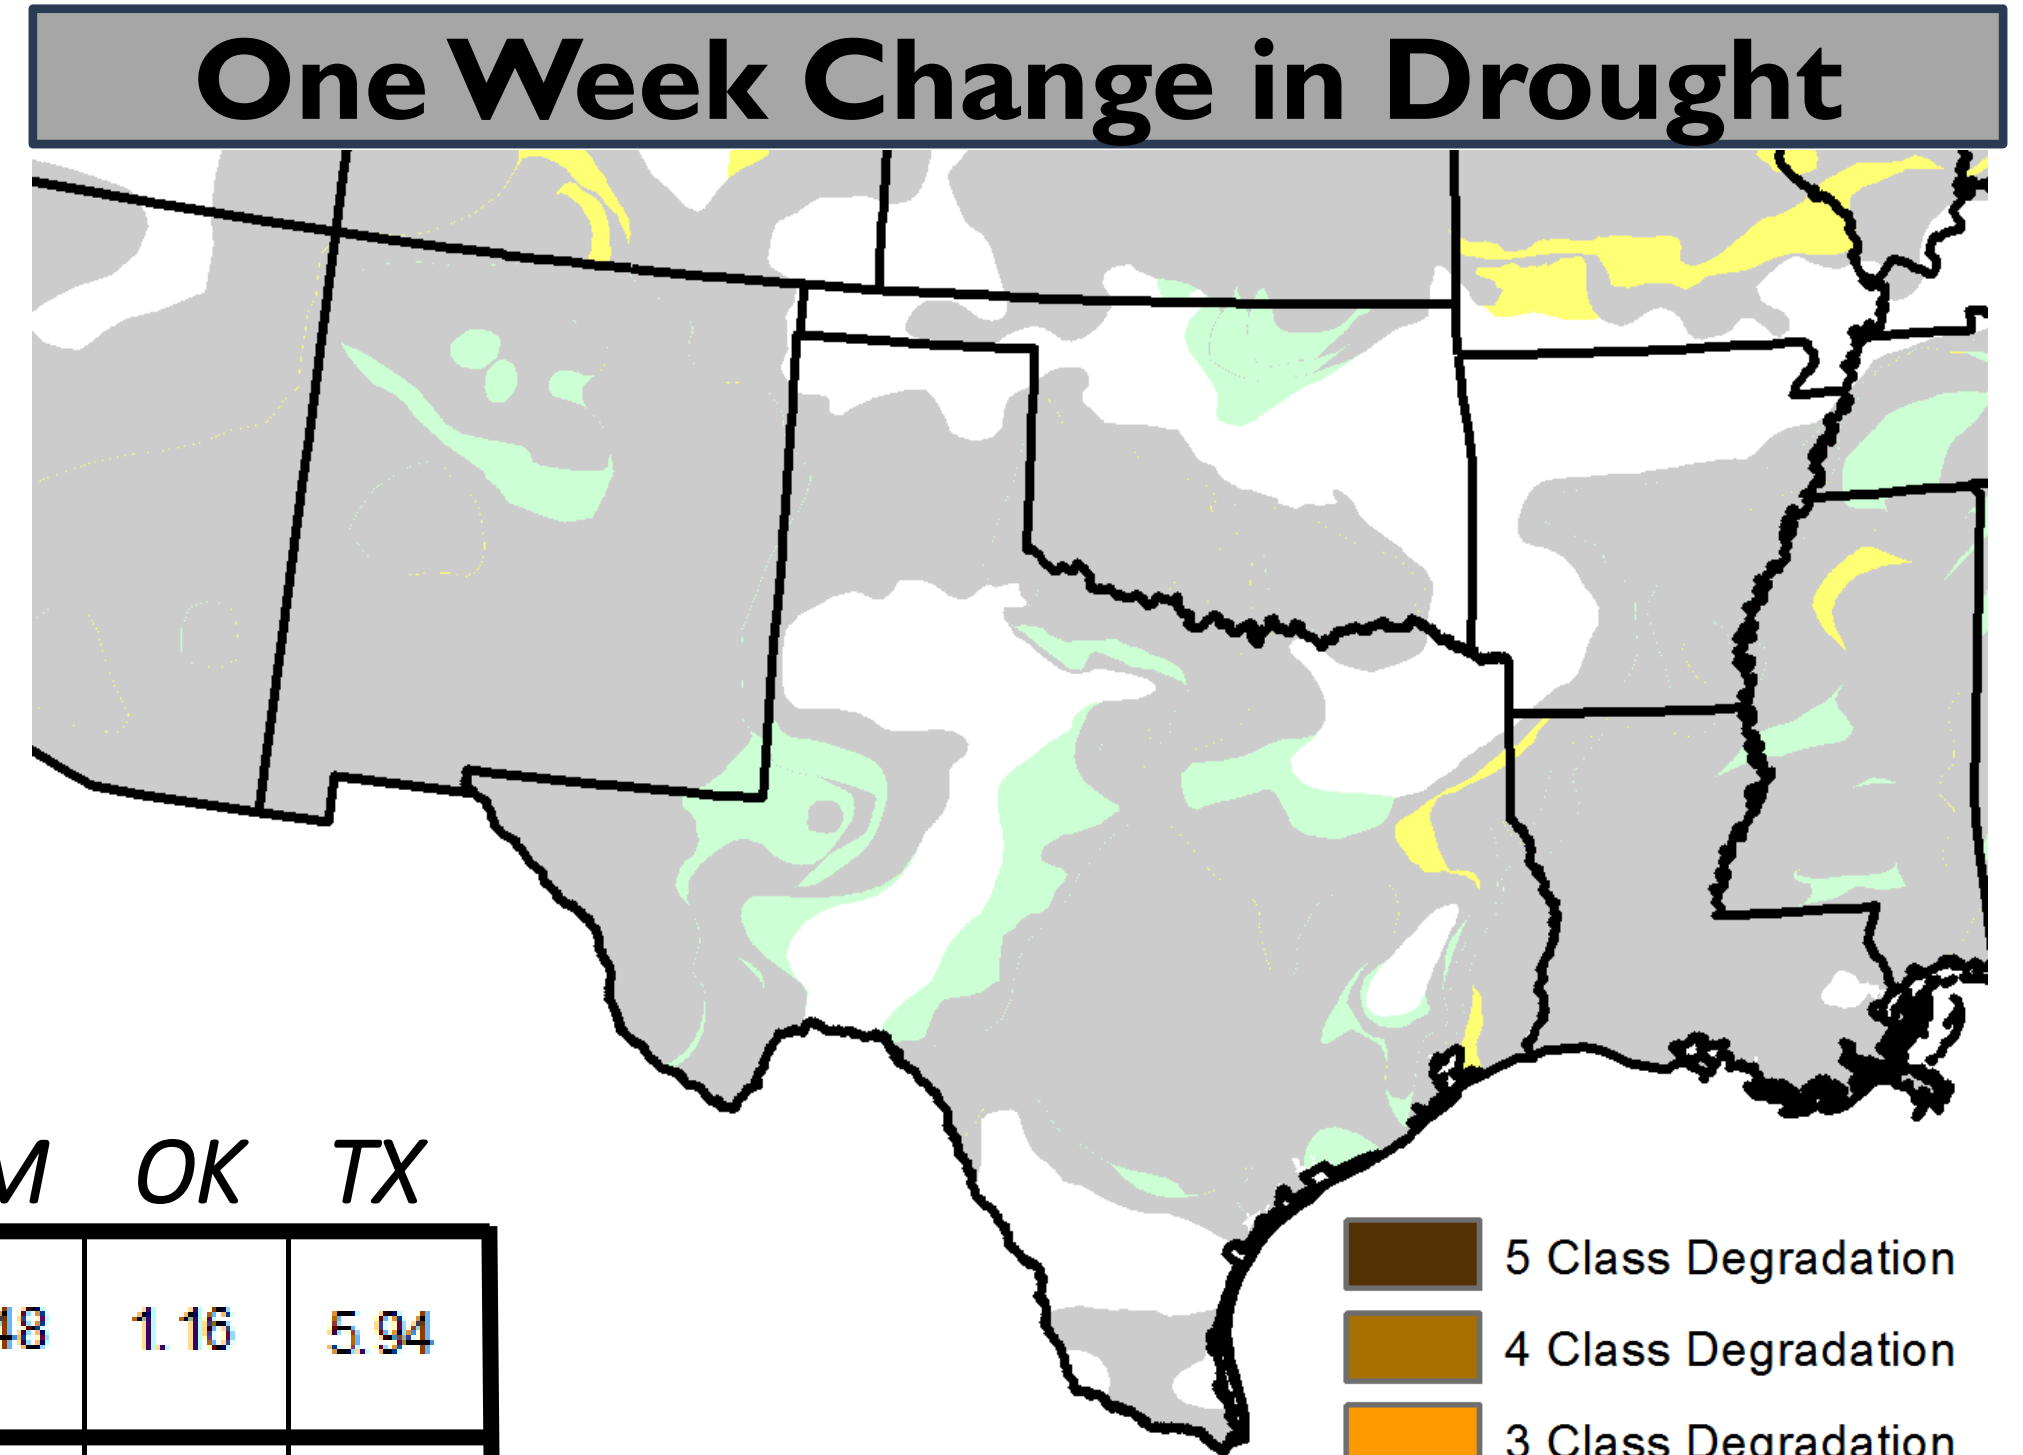 One Week Change in Drought
OK TX
48 1.16 5.94
5 Class Degradation
4 Class Degradation
3 Class Degradation